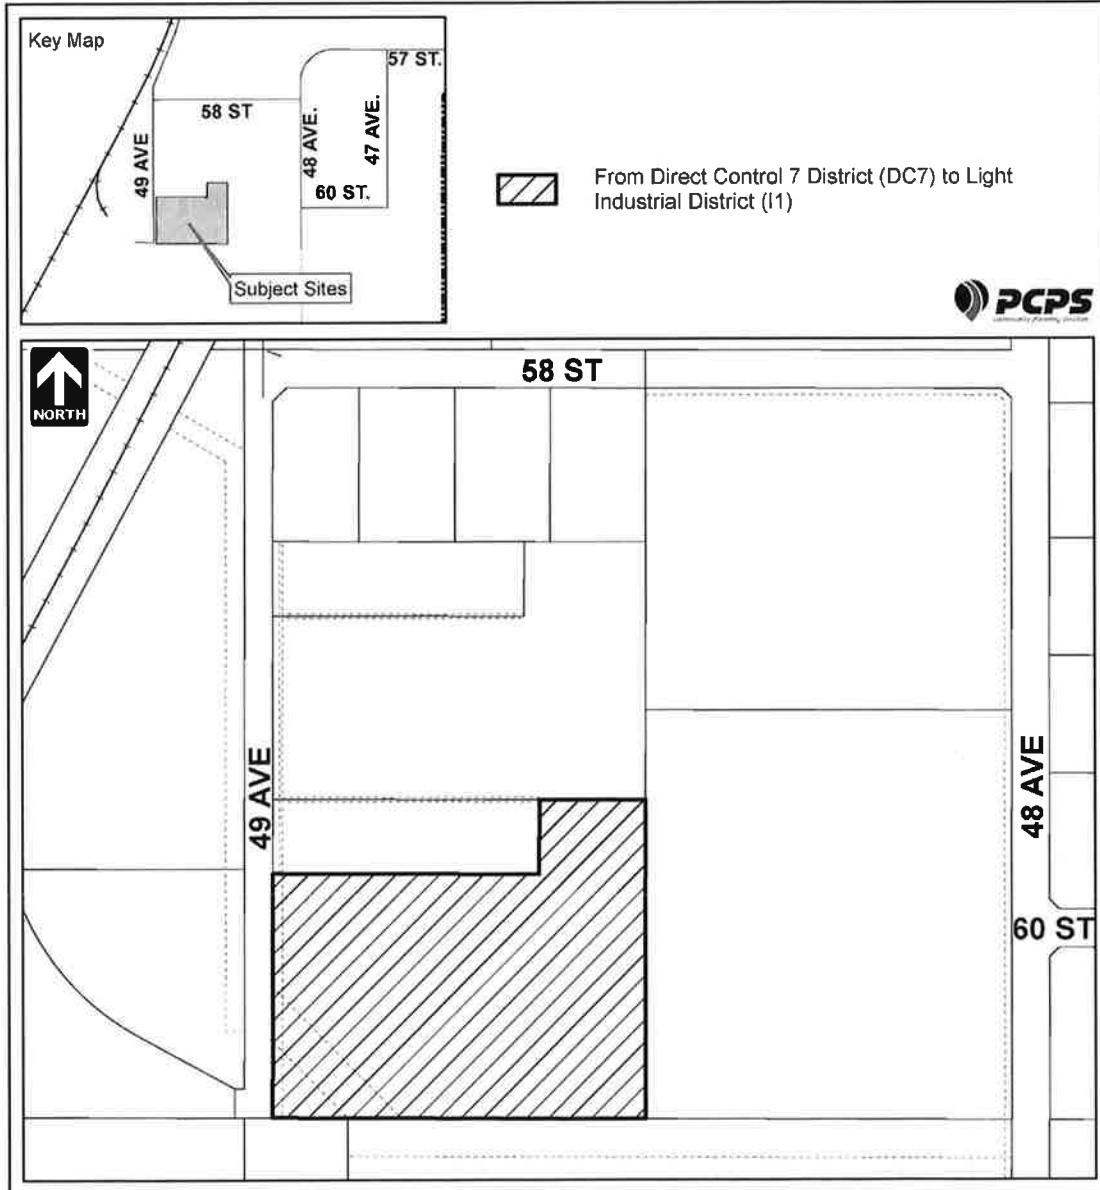 Key Map
57 ST.
58 ST
49 AVE
48 AVE.
47 AVE.
60 ST.
Subject Sites
From Direct Control 7 District (DC7) to Light
Industrial District (I1)
PCPS
NORTH
58 ST
49 AVE
48 AVE
60 ST